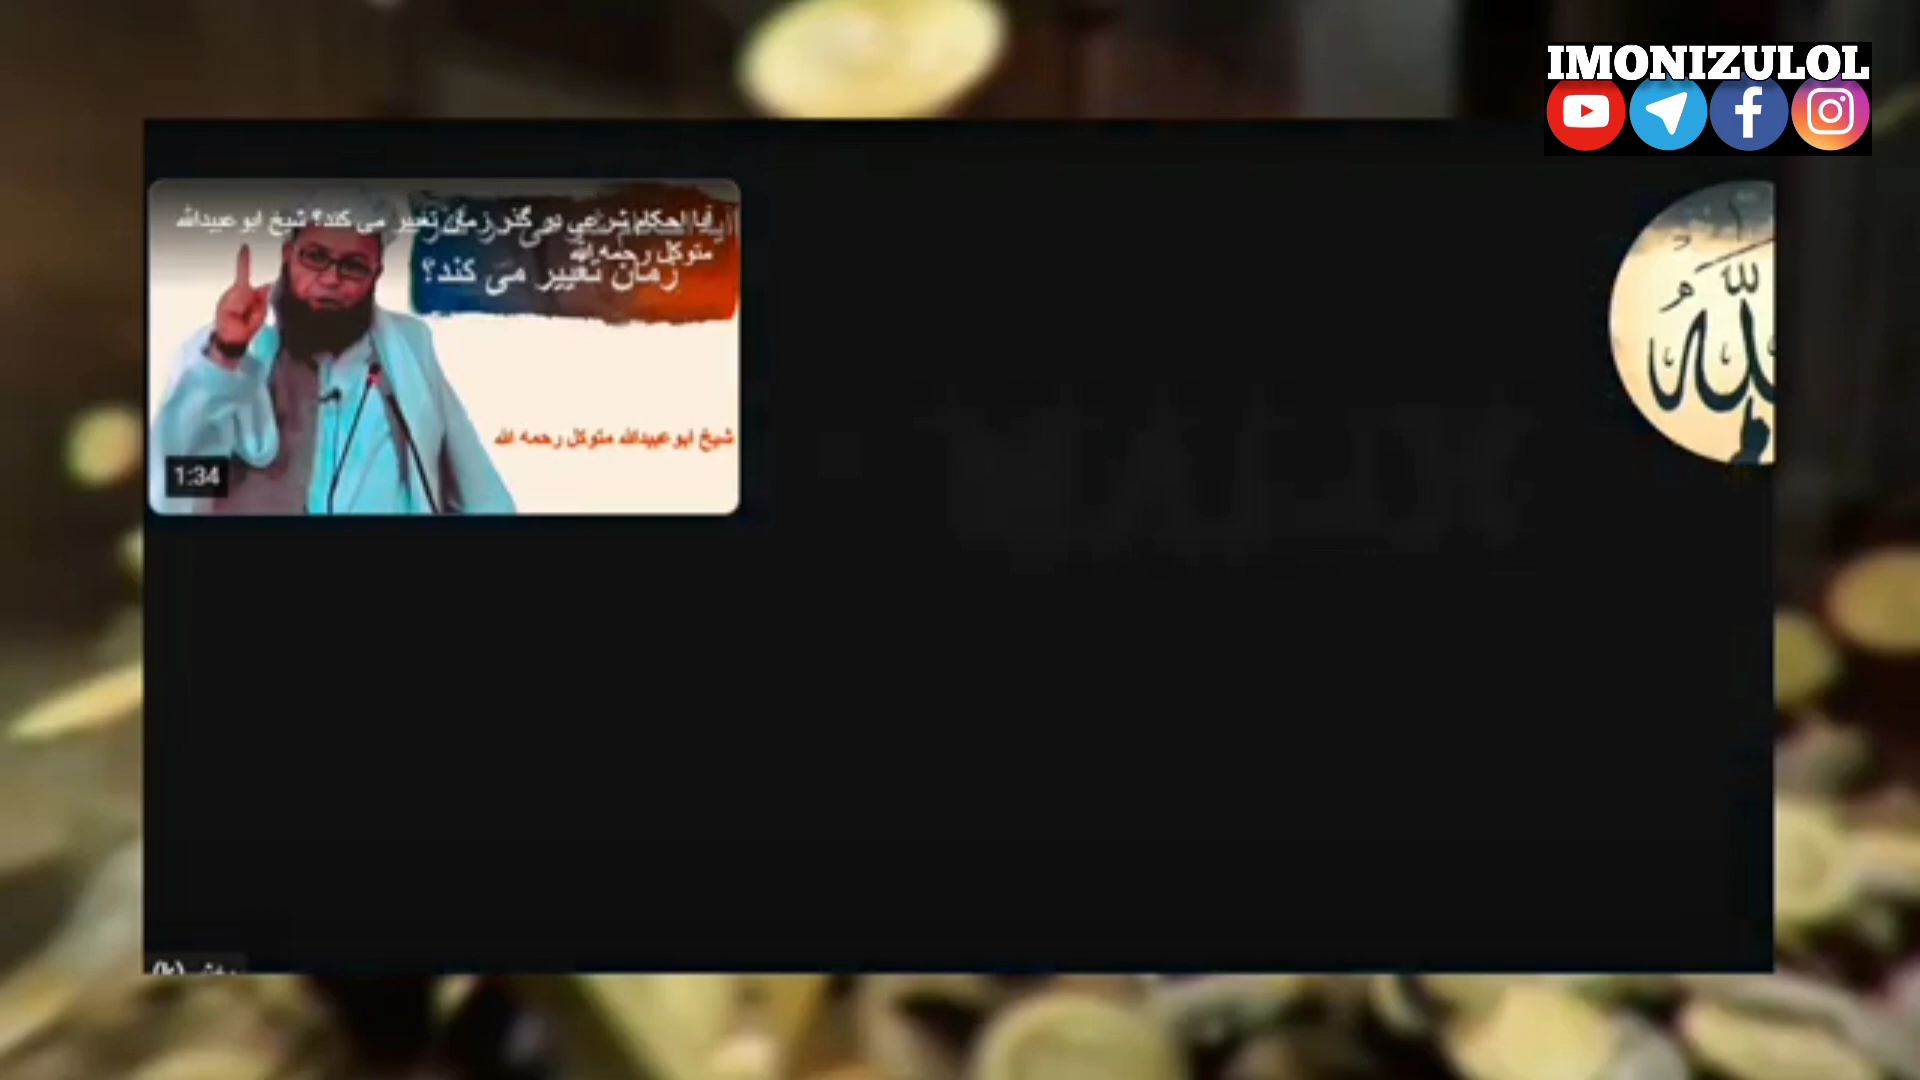 IMONIZULOL
آیا احکام شرعی در گذر زمان تغییر می کند؟ شیخ ابو عبیدالله
متوکل رحمه الله
زمان تغییر می کند؟
شیخ ابو عبیدالله متوکل رحمه الله
1:34
الله